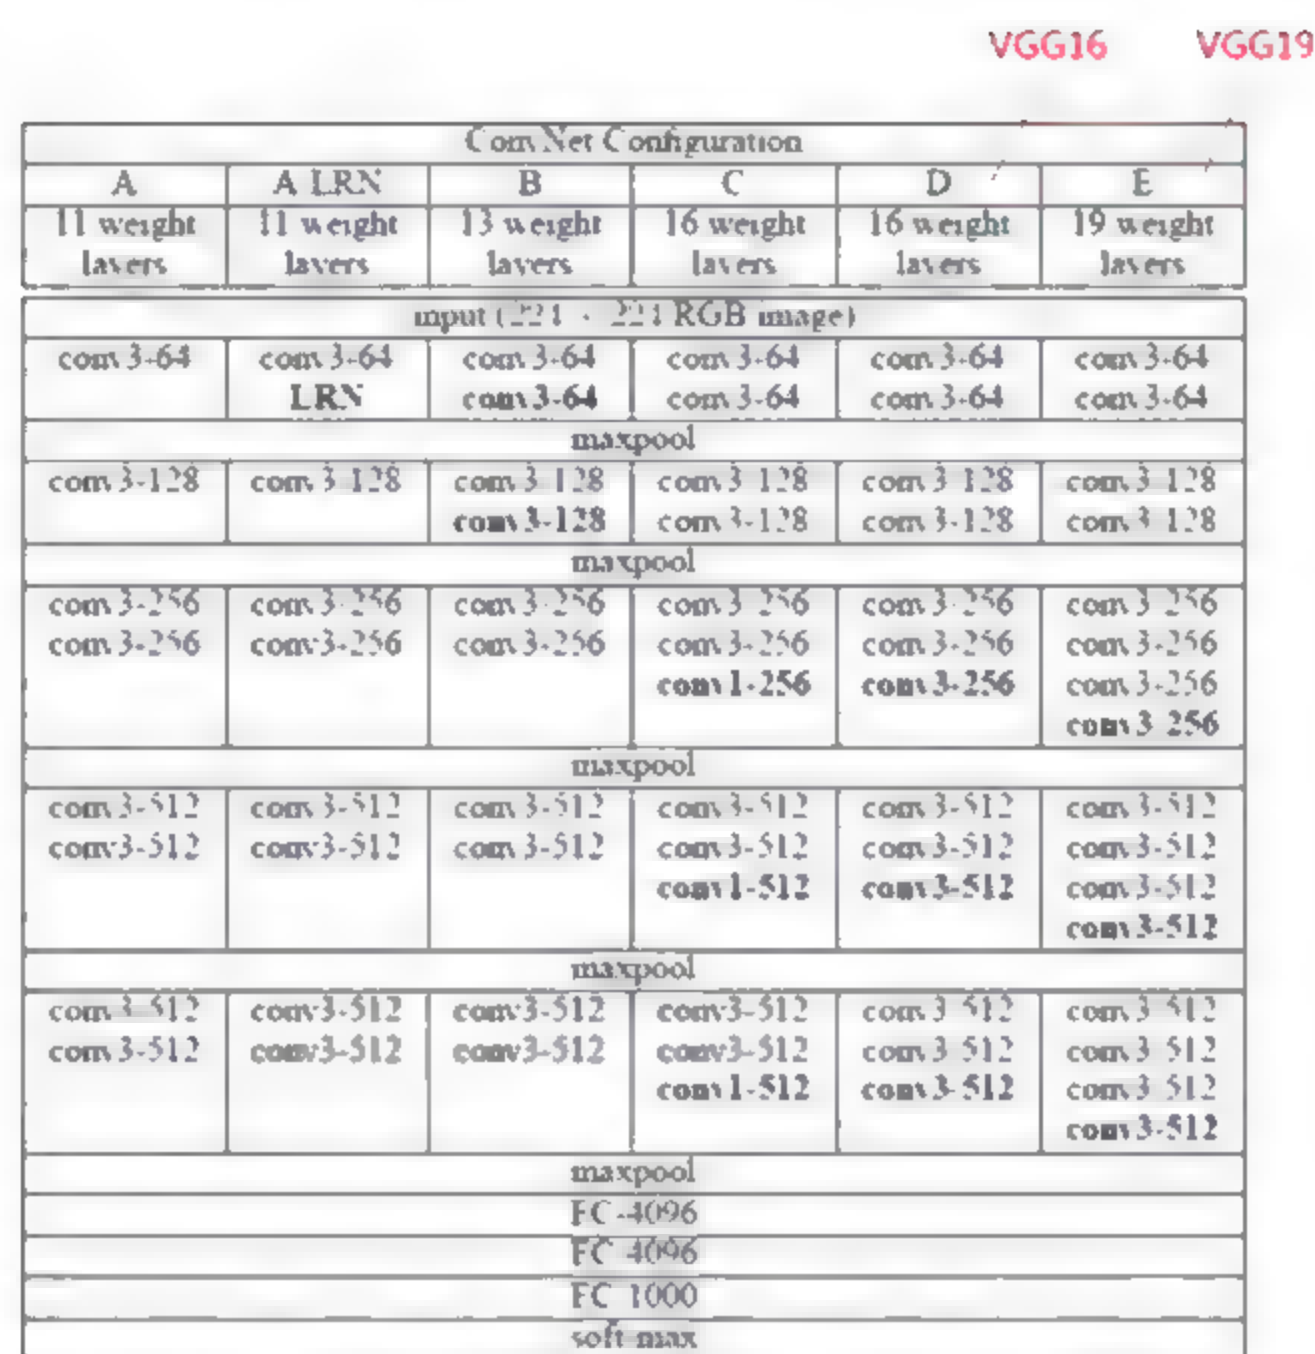 VGG16 VGG19
ConvNet Configuration
A A-LRN B C D E
11 weight 11 weight 13 weight 16 weight 16 weight 19 weight
layers layers layers layers layers layers
input (224 × 224 RGB image)
conv3-64 conv3-64 conv3-64 conv3-64 conv3-64 conv3-64
LRN conv3-64 conv3-64 conv3-64 conv3-64
maxpool
conv3-128 conv3-128 conv3-128 conv3-128 conv3-128 conv3-128
conv3-128 conv3-128 conv3-128 conv3-128
maxpool
conv3-256 conv3-256 conv3-256 conv3-256 conv3-256 conv3-256
conv3-256 conv3-256 conv3-256 conv3-256 conv3-256 conv3-256
conv1-256 conv3-256 conv3-256
conv3-256
maxpool
conv3-512 conv3-512 conv3-512 conv3-512 conv3-512 conv3-512
conv3-512 conv3-512 conv3-512 conv3-512 conv3-512 conv3-512
conv1-512 conv3-512 conv3-512
conv3-512
maxpool
conv3-512 conv3-512 conv3-512 conv3-512 conv3-512 conv3-512
conv3-512 conv3-512 conv3-512 conv3-512 conv3-512 conv3-512
conv1-512 conv3-512 conv3-512
conv3-512
maxpool
FC-4096
FC-4096
FC-1000
soft-max